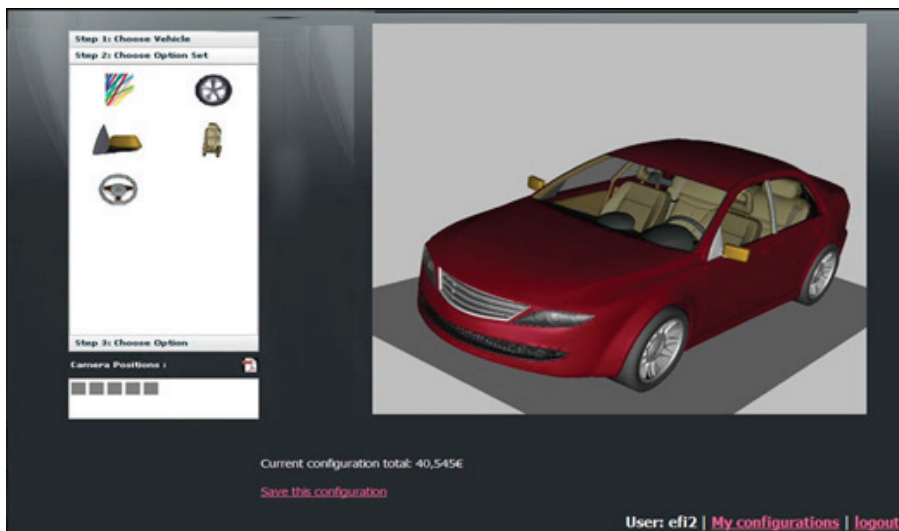 Step 1: Choose Vehicle
Step 2: Choose Option Set
Step 3: Choose Option
Camera Positions :
Current configuration total: 40,545€
Save this configuration
User: efi2 | My configurations | logout